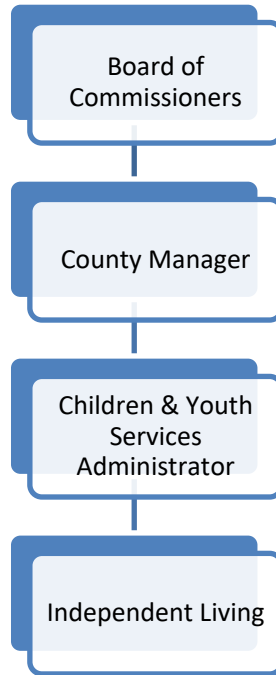 Board of
Commissioners
County Manager
Children & Youth
Services
Administrator
Independent Living